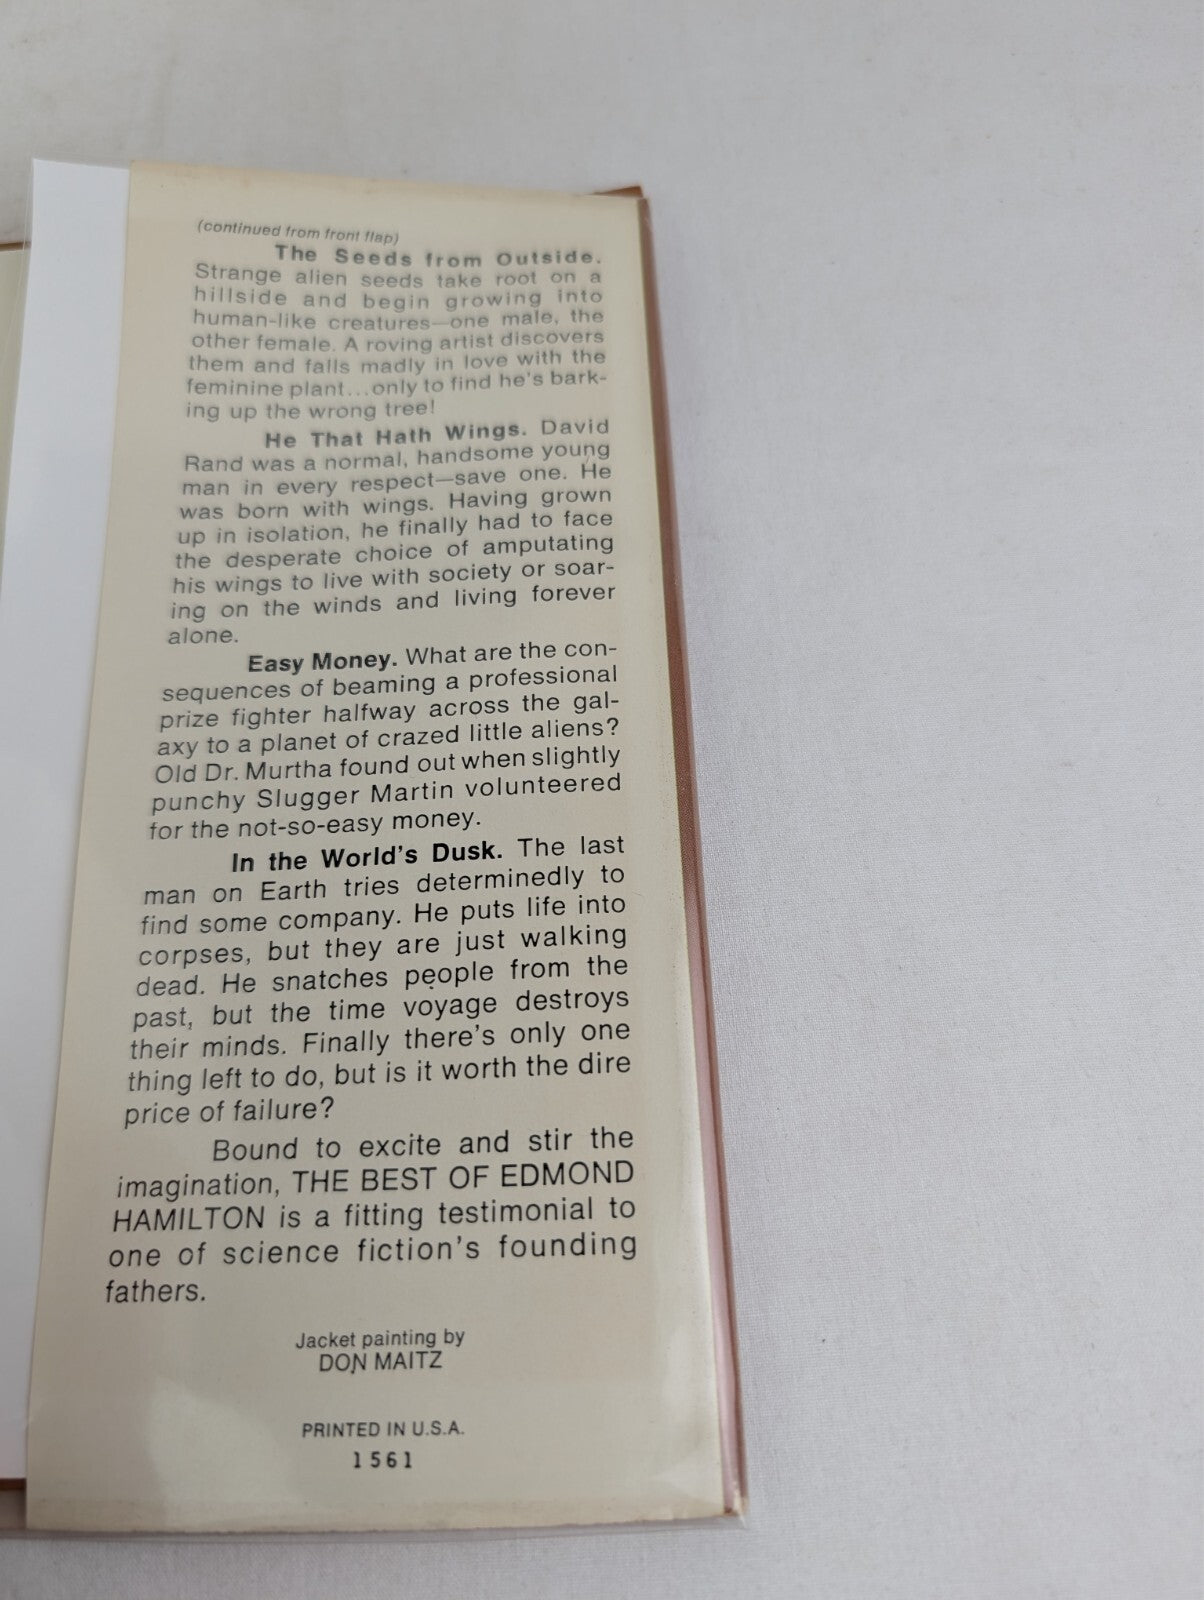 (continued from front flap)
The Seeds from Outside.
Strange alien seeds take root on a
hillside and begin growing into
human-like creatures—one male, the
other female. A roving artist discovers
them and falls madly in love with the
feminine plant...only to find he's bark-
ing up the wrong tree!
He That Hath Wings. David
Rand was a normal, handsome young
man in every respect—save one. He
was born with wings. Having grown
up in isolation, he finally had to face
the desperate choice of amputating
his wings to live with society or soar-
ing on the winds and living forever
alone.
Easy Money. What are the con-
sequences of beaming a professional
prize fighter halfway across the gal-
axy to a planet of crazed little aliens?
Old Dr. Murtha found out when slightly
punchy Slugger Martin volunteered
for the not-so-easy money.
In the World's Dusk. The last
man on Earth tries determinedly to
find some company. He puts life into
corpses, but they are just walking
dead. He snatches people from the
past, but the time voyage destroys
their minds. Finally there's only one
thing left to do, but is it worth the dire
price of failure?
Bound to excite and stir the
imagination, THE BEST OF EDMOND
HAMILTON is a fitting testimonial to
one of science fiction's founding
fathers.
Jacket painting by
DON MAITZ
PRINTED IN U.S.A.
1561